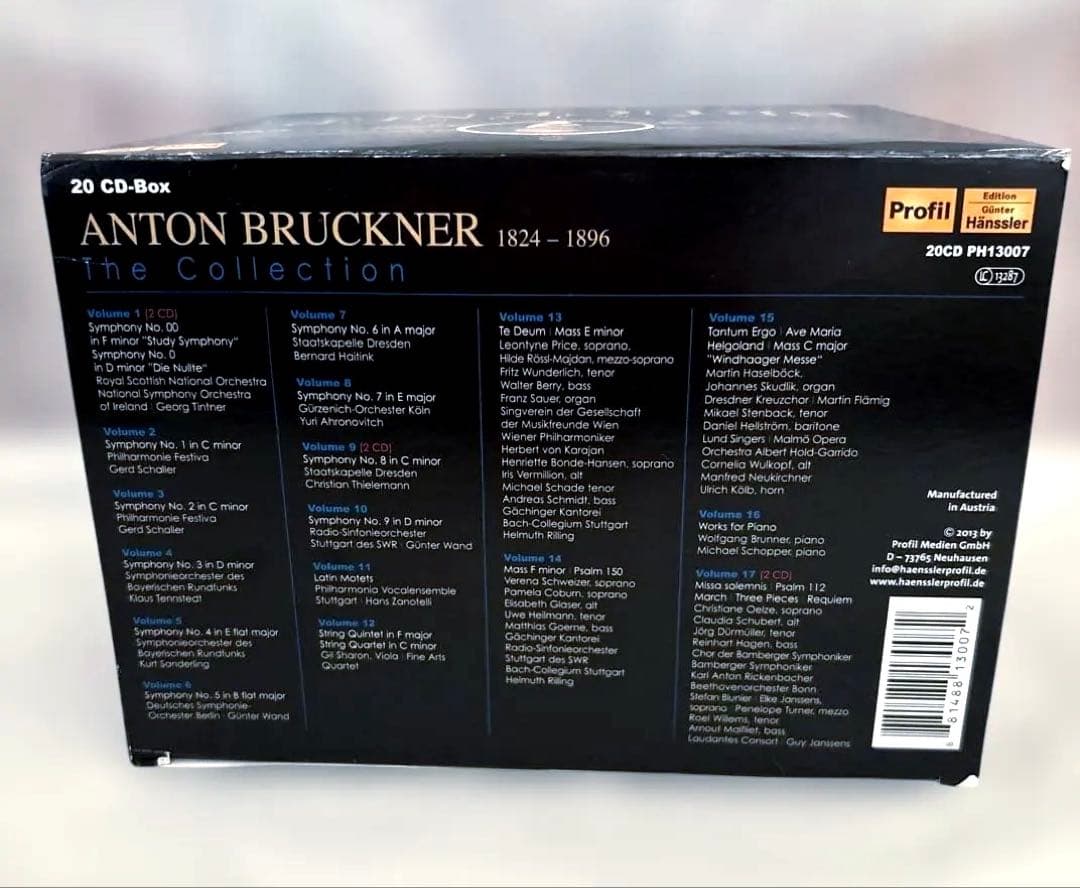 20 CD-Box
ANTON BRUCKNER 1824 – 1896
The Collection
Profil
Edition
Günter
Hänssler
20CD PH13007
LC 13287
Volume 1 (2 CD)
Symphony No. 00
in F minor "Study Symphony"
Symphony No. 0
in D minor "Die Nullte"
Royal Scottish National Orchestra
National Symphony Orchestra
of Ireland | Georg Tintner
Volume 2
Symphony No. 1 in C minor
Philharmonie Festiva
Gerd Schaller
Volume 3
Symphony No. 2 in C minor
Philharmonie Festiva
Gerd Schaller
Volume 4
Symphony No. 3 in D minor
Symphonieorchester des
Bayerischen Rundfunks
Klaus Tennstedt
Volume 5
Symphony No. 4 in E flat major
Symphonieorchester des
Bayerischen Rundfunks
Kurt Sanderling
Volume 6
Symphony No. 5 in B flat major
Deutsches Symphonie-
Orchester Berlin | Günter Wand
Volume 7
Symphony No. 6 in A major
Staatskapelle Dresden
Bernard Haitink
Volume 8
Symphony No. 7 in E major
Gürzenich-Orchester Köln
Yuri Ahronovitch
Volume 9 (2 CD)
Symphony No. 8 in C minor
Staatskapelle Dresden
Christian Thielemann
Volume 10
Symphony No. 9 in D minor
Radio-Sinfonieorchester
Stuttgart des SWR | Günter Wand
Volume 11
Latin Motets
Philharmonia Vocalensemble
Stuttgart | Hans Zanotelli
Volume 12
String Quintet in F major
String Quartet in C minor
Gil Sharon, Viola | Fine Arts
Quartet
Volume 13
Te Deum | Mass E minor
Leontyne Price, soprano,
Hilde Rössl-Majdan, mezzo-soprano
Fritz Wunderlich, tenor
Walter Berry, bass
Franz Sauer, organ
Singverein der Gesellschaft
der Musikfreunde Wien
Wiener Philharmoniker
Herbert von Karajan
Henriette Bonde-Hansen, soprano
Iris Vermillion, alt
Michael Schade tenor
Andreas Schmidt, bass
Gächinger Kantorei
Bach-Collegium Stuttgart
Helmuth Rilling
Volume 14
Mass F minor | Psalm 150
Verena Schweizer, soprano
Pamela Coburn, soprano
Elisabeth Glaser, alt
Uwe Heilmann, tenor
Matthias Goerne, bass
Gächinger Kantorei
Radio-Sinfonieorchester
Stuttgart des SWR
Bach-Collegium Stuttgart
Helmuth Rilling
Volume 15
Tantum Ergo | Ave Maria
Helgoland | Mass C major
"Windhaager Messe"
Martin Haselböck,
Johannes Skudlik, organ
Dresdner Kreuzchor | Martin Flämig
Mikael Stenback, tenor
Daniel Hellström, baritone
Lund Singers | Malmö Opera
Orchestra Albert Hold-Garrido
Cornelia Wulkopf, alt
Manfred Neukirchner
Ulrich Kölb, horn
Volume 16
Works for Piano
Wolfgang Brunner, piano
Michael Schopper, piano
Volume 17 (2 CD)
Missa solemnis | Psalm 112
March | Three Pieces | Requiem
Christiane Oelze, soprano
Claudia Schubert, alt
Jörg Dürmüller, tenor
Reinhart Hagen, bass
Chor der Bamberger Symphoniker
Bamberger Symphoniker
Karl Anton Rickenbacher
Beethovenorchester Bonn
Stefan Blunier | Elke Janssens,
soprano | Penelope Turner, mezzo
Roel Willems, tenor
Arnout Malfliet, bass
Laudantes Consort | Guy Janssens
Manufactured
in Austria
© 2013 by
Profil Medien GmbH
D – 73765 Neuhausen
info@haensslerprofil.de
www.haensslerprofil.de
8 81488 13007 2